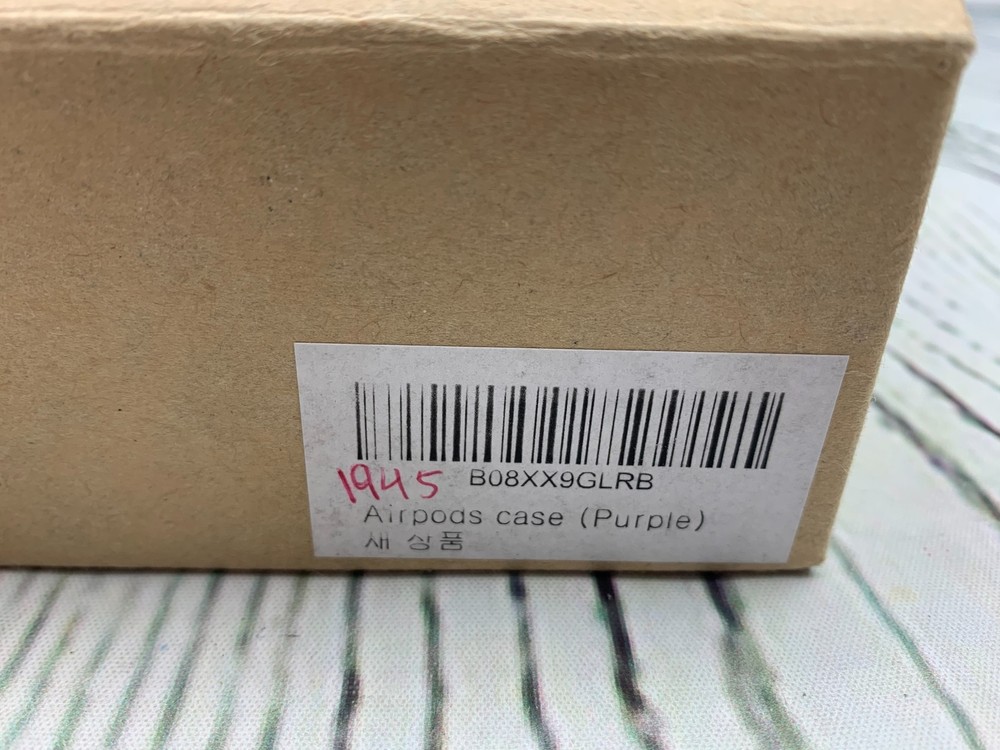 1945 B08XX9GLRB
Airpods case (Purple)
새 상품